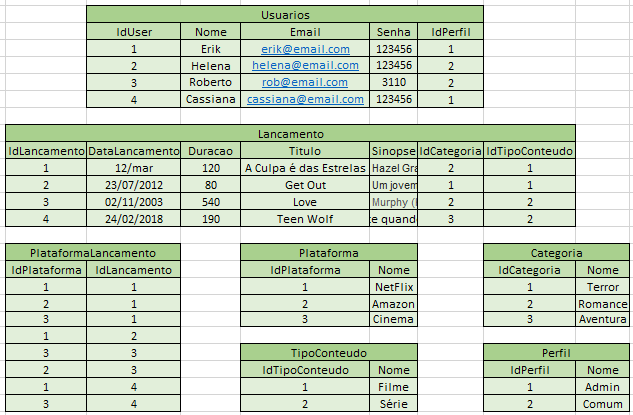 Usuarios
IdUser Nome Email Senha IdPerfil
1 Erik erik@email.com 123456 1
2 Helena helena@email.com 123456 2
3 Roberto rob@email.com 3110 2
4 Cassiana cassiana@email.com 123456 1
Lancamento
IdLancamento DataLancamento Duracao Titulo Sinopse IdCategoria IdTipoConteudo
1 12/mar 120 A Culpa é das Estrelas Hazel Gra 2 1
2 23/07/2012 80 Get Out Um jovem 1 1
3 02/11/2003 540 Love Murphy ( 2 2
4 24/02/2018 190 Teen Wolf te quand 3 2
PlataformaLancamento
IdPlataforma IdLancamento
1 1
2 1
3 1
1 2
3 3
2 3
1 4
3 4
Plataforma
IdPlataforma Nome
1 NetFlix
2 Amazon
3 Cinema
Categoria
IdCategoria Nome
1 Terror
2 Romance
3 Aventura
TipoConteudo
IdTipoConteudo Nome
1 Filme
2 Série
Perfil
IdPerfil Nome
1 Admin
2 Comum